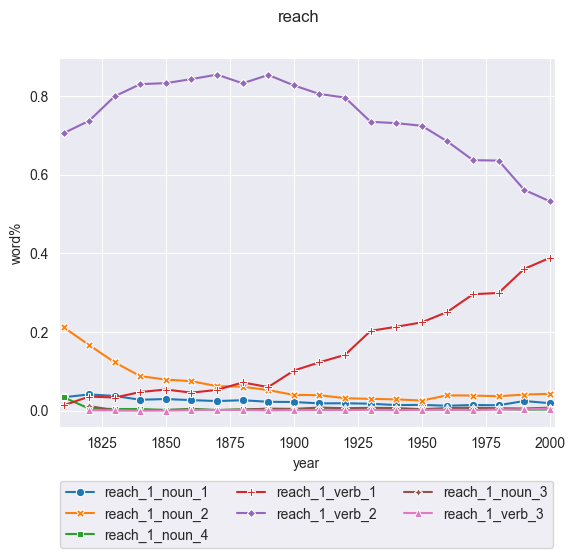 reach
0.8
0.6
0.4
0.2
0.0
word%
1825 1850 1875 1900 1925 1950 1975 2000
year
reach_1_noun_1 reach_1_verb_1 reach_1_noun_3
reach_1_noun_2 reach_1_verb_2 reach_1_verb_3
reach_1_noun_4